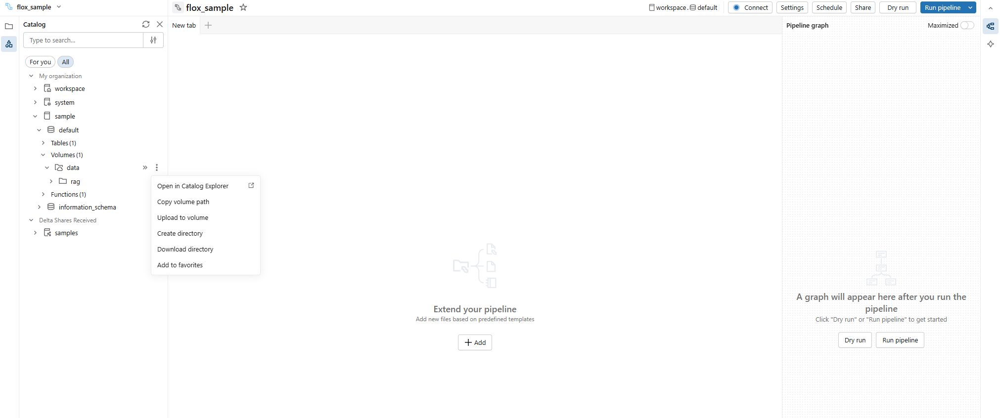 flox_sample
flox_sample
workspace . default
Connect
Settings
Schedule
Share
Dry run
Run pipeline
Catalog
Type to search...
For you
All
My organization
workspace
system
sample
default
Tables (1)
Volumes (1)
data
rag
Functions (1)
information_schema
Delta Shares Received
samples
Open in Catalog Explorer
Copy volume path
Upload to volume
Create directory
Download directory
Add to favorites
New tab
Extend your pipeline
Add new files based on predefined templates
Add
Pipeline graph
Maximized
A graph will appear here after you run the
pipeline
Click "Dry run" or "Run pipeline" to get started
Dry run
Run pipeline